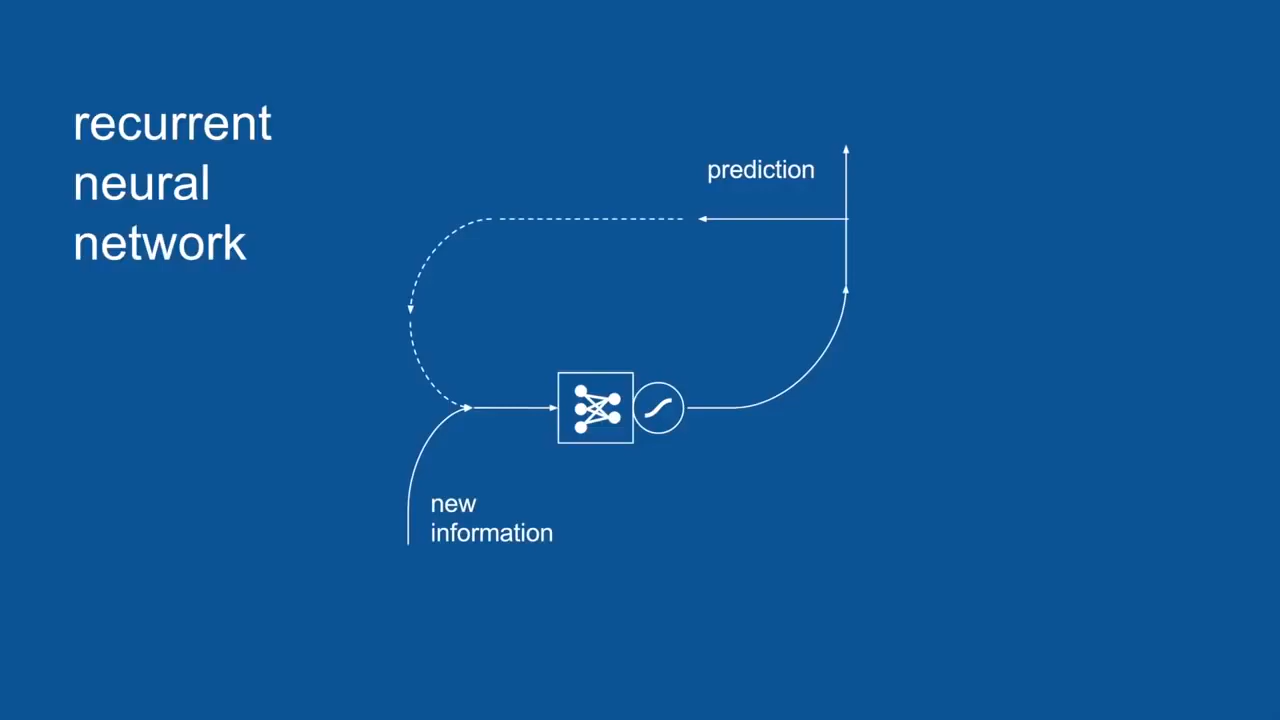 recurrent
neural
network
prediction
new
information